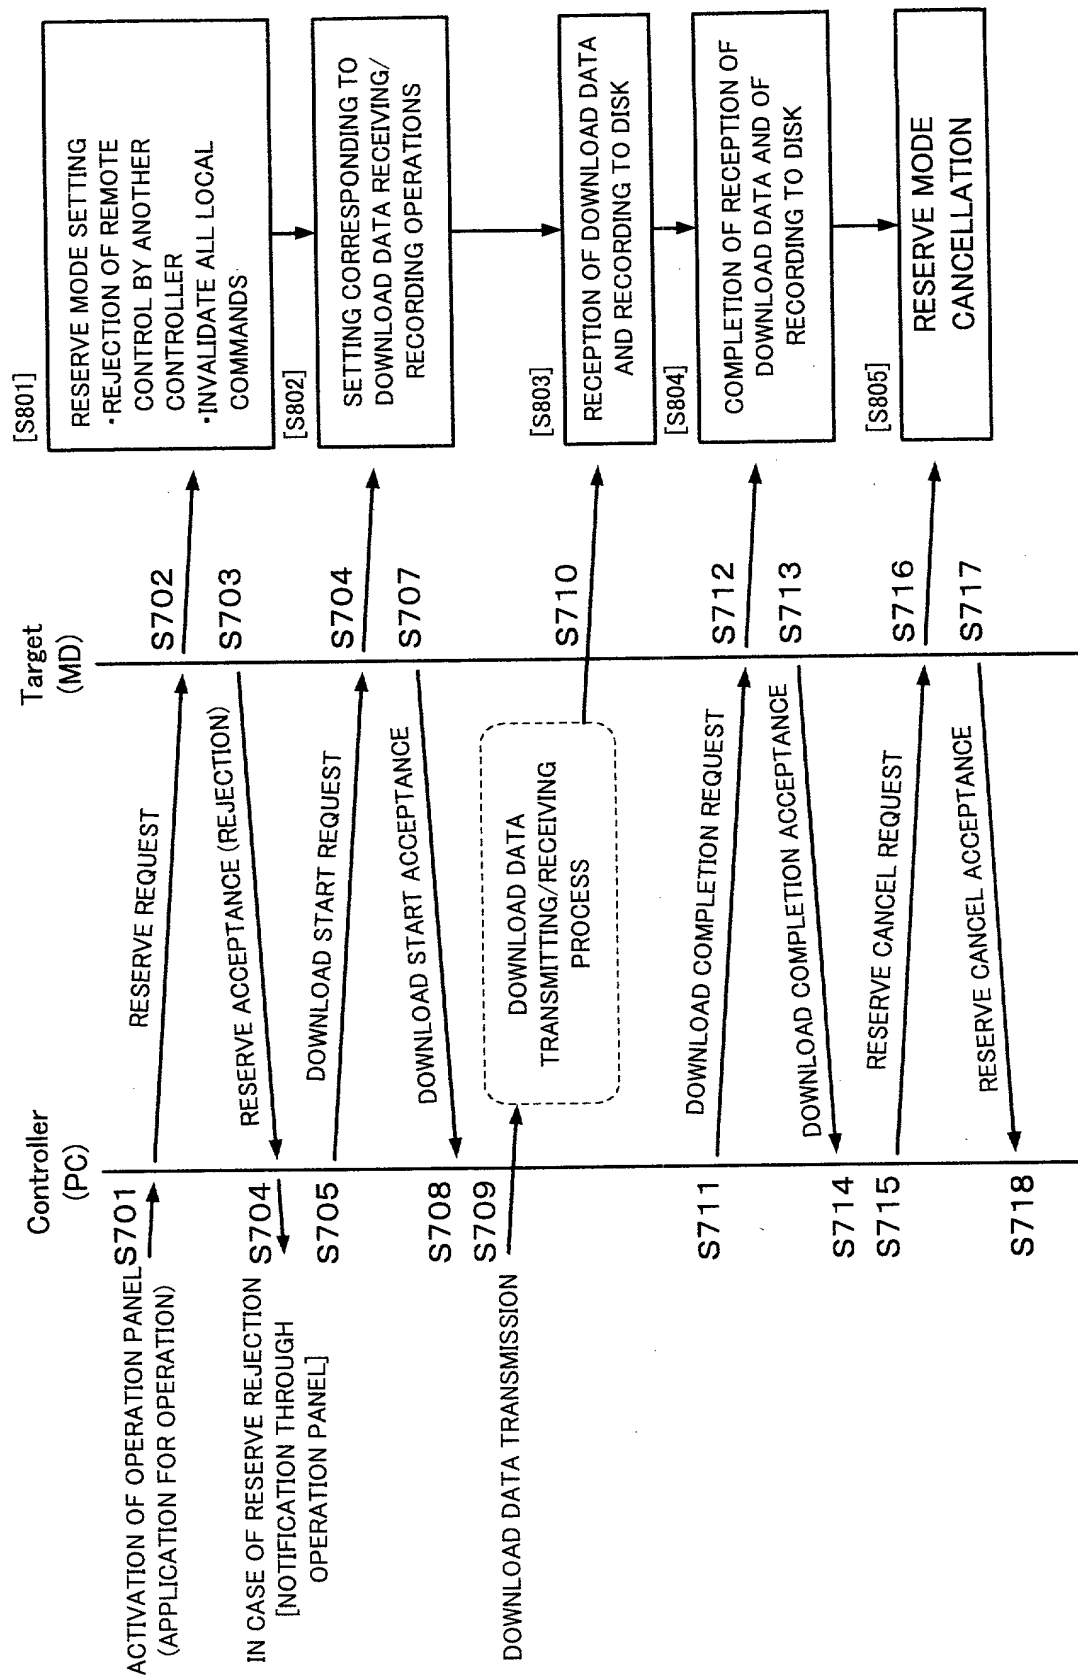 Controller
(PC)
Target
(MD)
ACTIVATION OF OPERATION PANEL
(APPLICATION FOR OPERATION)
S701
RESERVE REQUEST
S702
[S801]
RESERVE MODE SETTING
・REJECTION OF REMOTE
CONTROL BY ANOTHER
CONTROLLER
・INVALIDATE ALL LOCAL
COMMANDS
S703
RESERVE ACCEPTANCE (REJECTION)
S704
IN CASE OF RESERVE REJECTION
[NOTIFICATION THROUGH
OPERATION PANEL]
S705
DOWNLOAD START REQUEST
S704
[S802]
SETTING CORRESPONDING TO
DOWNLOAD DATA RECEIVING/
RECORDING OPERATIONS
S707
DOWNLOAD START ACCEPTANCE
S708
S709
DOWNLOAD DATA TRANSMISSION
DOWNLOAD DATA
TRANSMITTING/RECEIVING
PROCESS
S710
[S803]
RECEPTION OF DOWNLOAD DATA
AND RECORDING TO DISK
S711
DOWNLOAD COMPLETION REQUEST
S712
[S804]
COMPLETION OF RECEPTION OF
DOWNLOAD DATA AND OF
RECORDING TO DISK
S713
DOWNLOAD COMPLETION ACCEPTANCE
S714
S715
RESERVE CANCEL REQUEST
S716
[S805]
RESERVE MODE
CANCELLATION
S717
RESERVE CANCEL ACCEPTANCE
S718